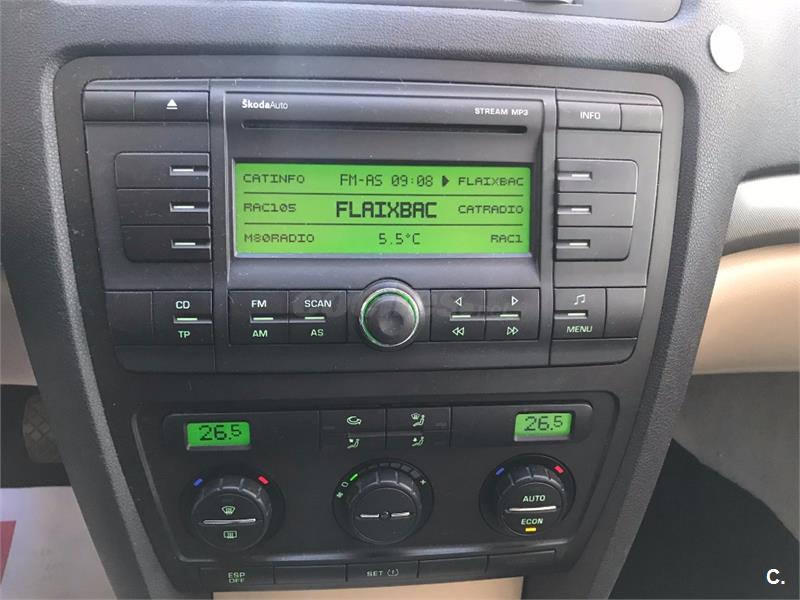 ŠkodaAuto STREAM MP3 INFO
CATINFO FM-AS 09:08 FLAIXBAC
RAC105 FLAIXBAC CATRADIO
M80RADIO 5.5°C RAC1
CD FM SCAN
TP AM AS MENU
26.5 26.5
AUTO
ECON
ESP OFF SET
C.